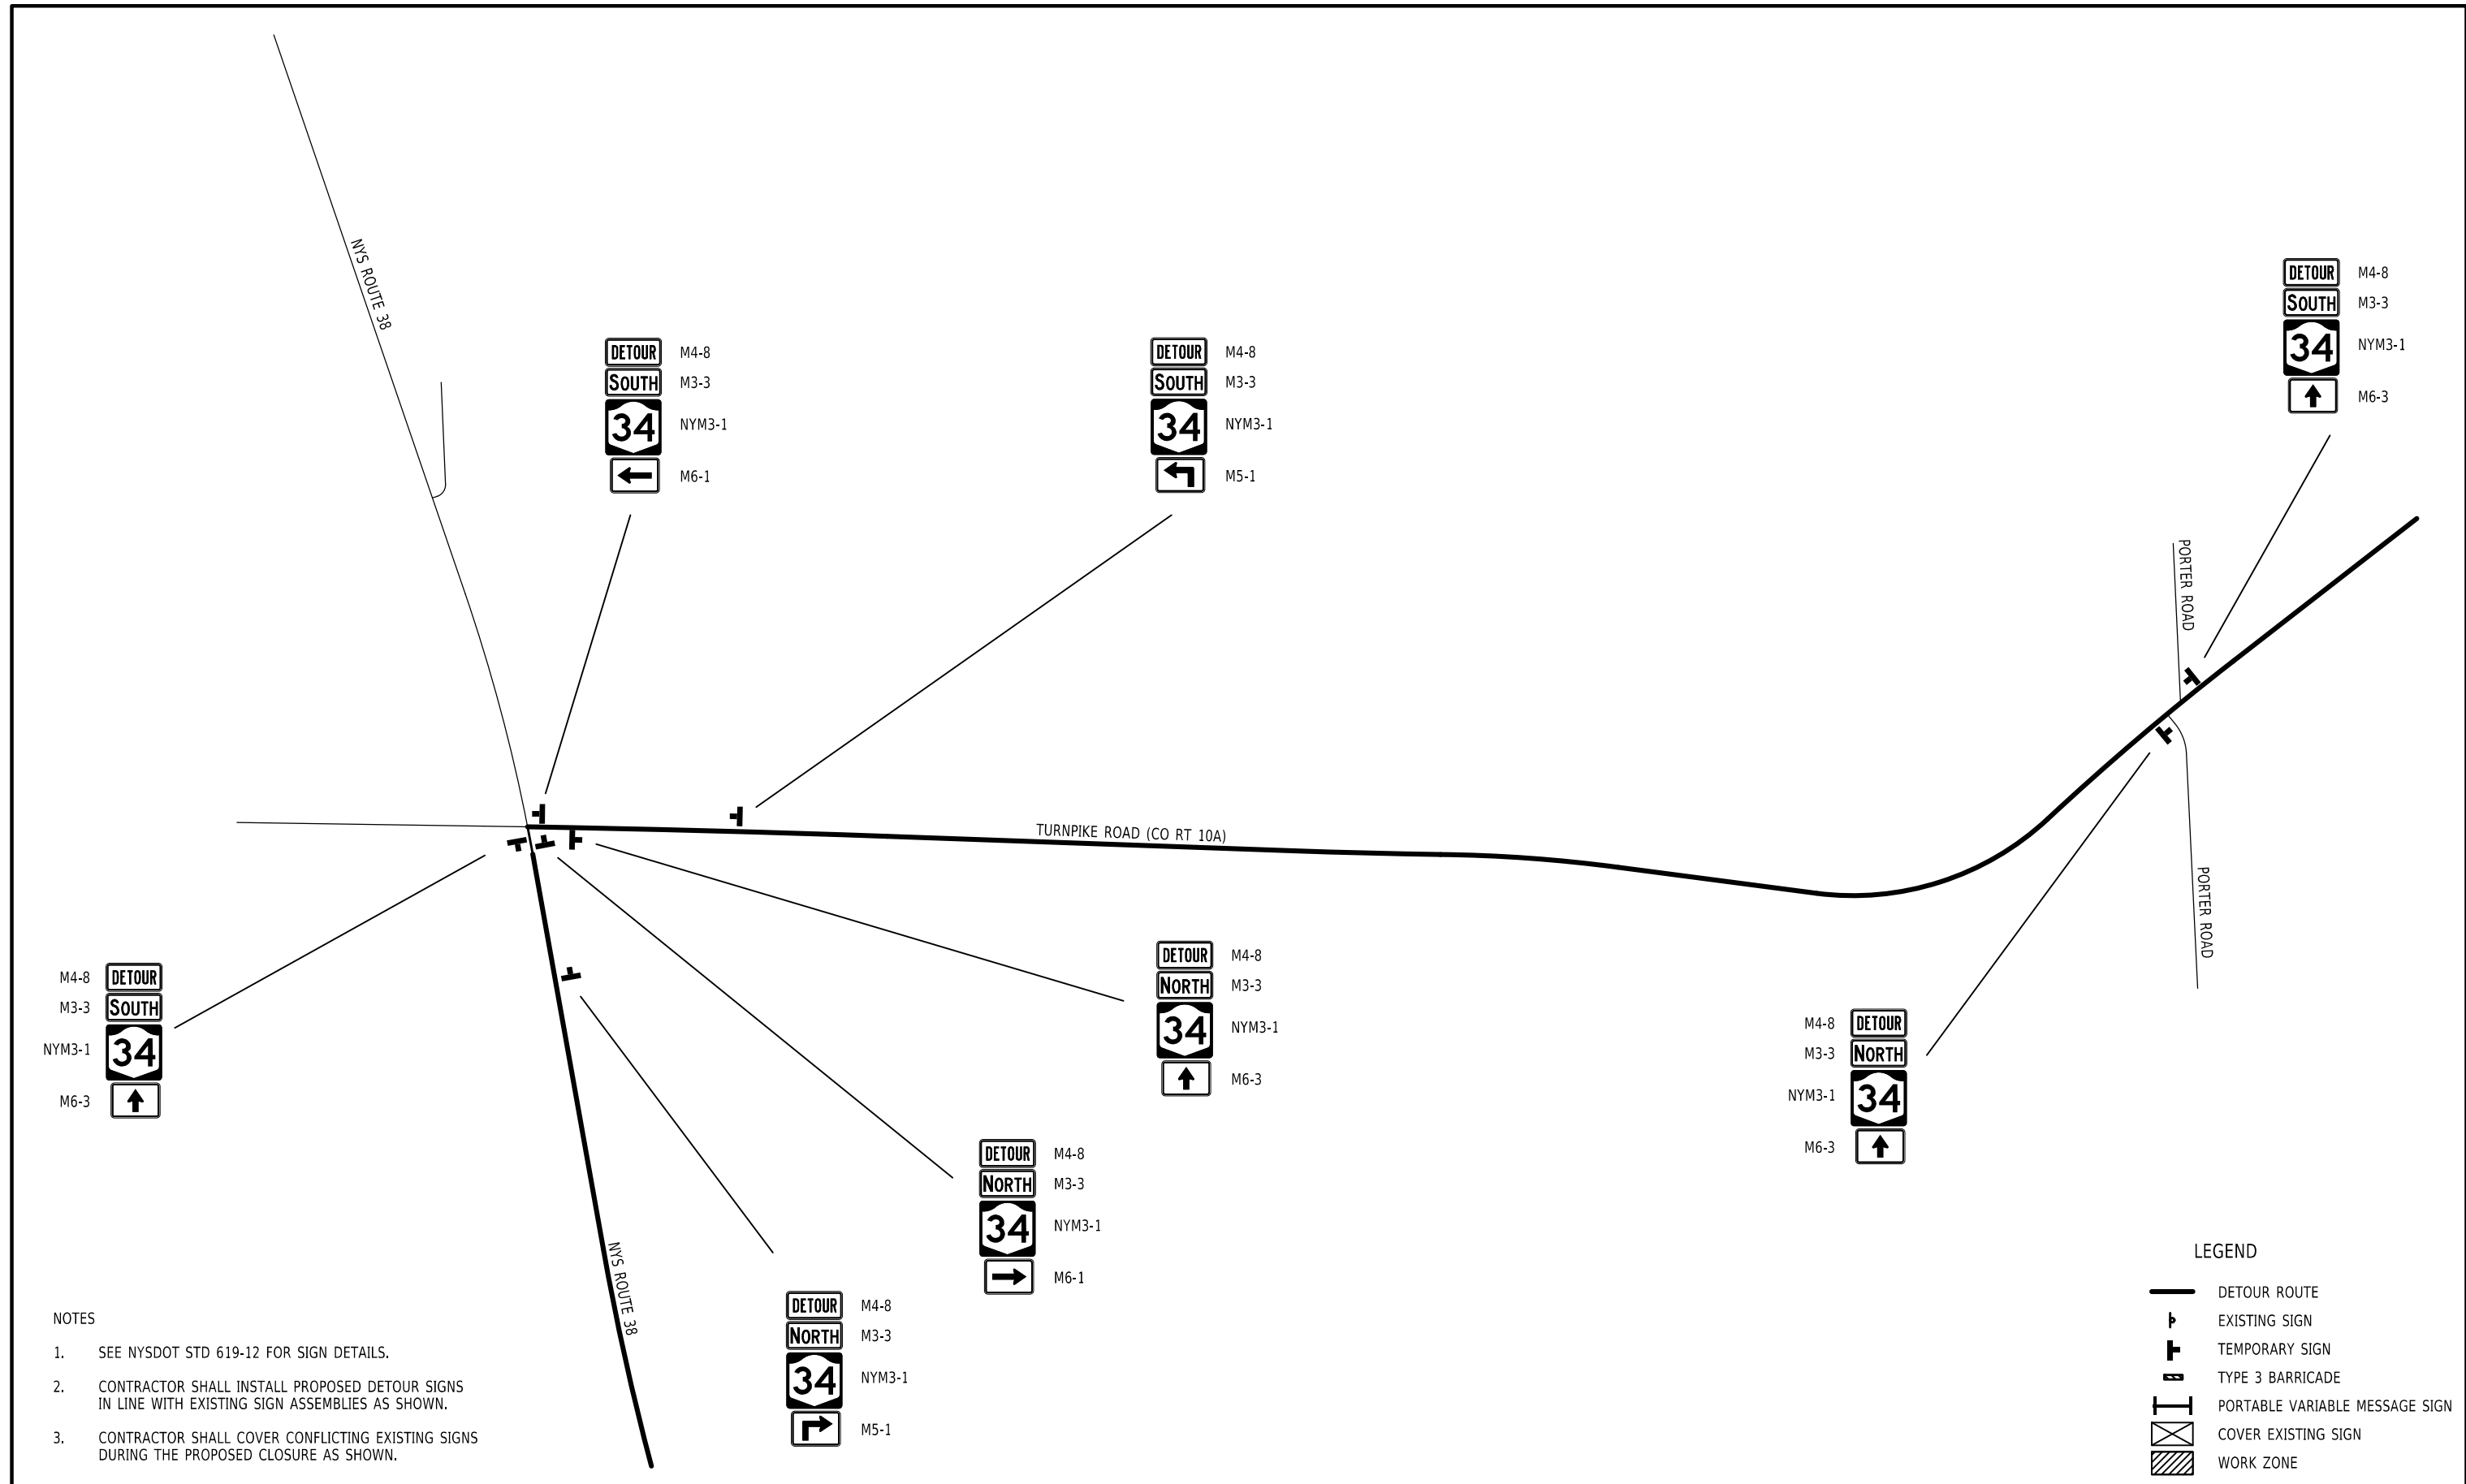 NYS ROUTE 38
DETOUR M4-8
SOUTH M3-3
34 NYM3-1
M6-1
DETOUR M4-8
SOUTH M3-3
34 NYM3-1
M5-1
DETOUR M4-8
SOUTH M3-3
34 NYM3-1
M6-3
PORTER ROAD
TURNPIKE ROAD (CO RT 10A)
PORTER ROAD
M4-8 DETOUR
M3-3 SOUTH
NYM3-1 34
M6-3
DETOUR M4-8
NORTH M3-3
34 NYM3-1
M6-3
M4-8 DETOUR
M3-3 NORTH
NYM3-1 34
M6-3
DETOUR M4-8
NORTH M3-3
34 NYM3-1
M6-1
NYS ROUTE 38
DETOUR M4-8
NORTH M3-3
34 NYM3-1
M5-1
NOTES
1. SEE NYSDOT STD 619-12 FOR SIGN DETAILS.
2. CONTRACTOR SHALL INSTALL PROPOSED DETOUR SIGNS
IN LINE WITH EXISTING SIGN ASSEMBLIES AS SHOWN.
3. CONTRACTOR SHALL COVER CONFLICTING EXISTING SIGNS
DURING THE PROPOSED CLOSURE AS SHOWN.
LEGEND
DETOUR ROUTE
EXISTING SIGN
TEMPORARY SIGN
TYPE 3 BARRICADE
PORTABLE VARIABLE MESSAGE SIGN
COVER EXISTING SIGN
WORK ZONE